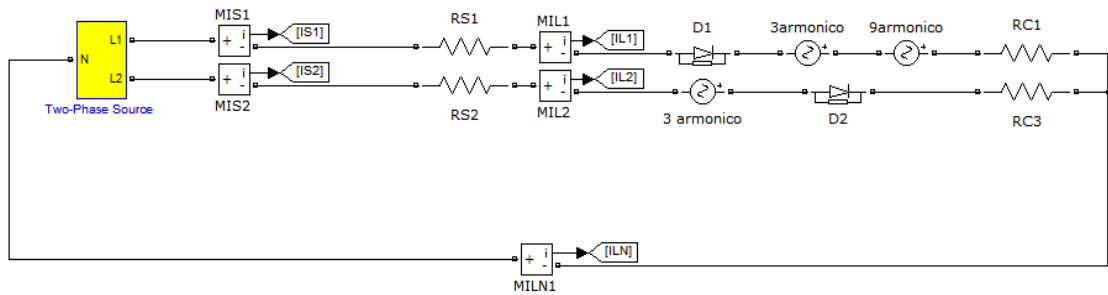 MIS1
[IS1]
RS1
MIL1
[IL1]
D1
3armonico
9armonico
RC1
L1
i
+
-
i
+
-
+
+
N
L2
[IS2]
i
+
-
[IL2]
i
+
-
+
Two-Phase Source
MIS2
RS2
MIL2
3 armonico
D2
RC3
[ILN]
i
+
-
MILN1